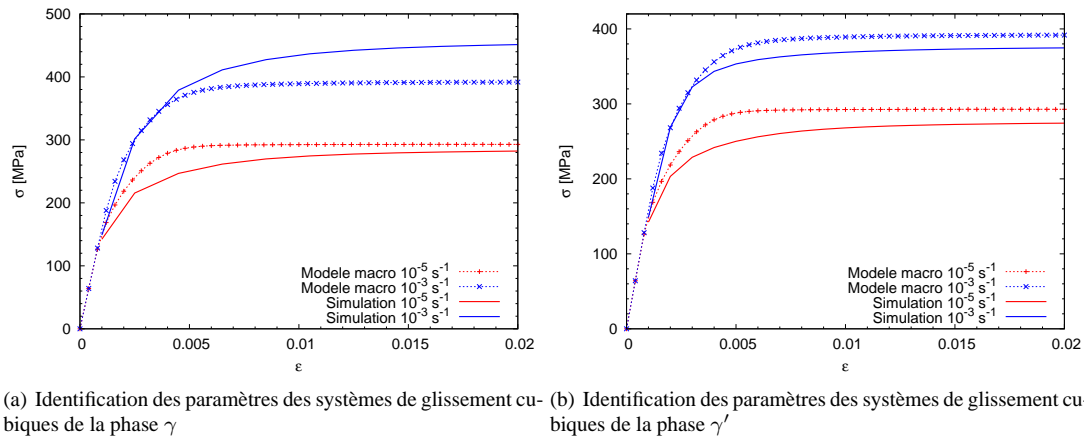 500
400
300
200
100
0
σ [MPa]
0
0.005
0.01
0.015
0.02
ε
Modele macro 10⁻⁵ s⁻¹
Modele macro 10⁻³ s⁻¹
Simulation 10⁻⁵ s⁻¹
Simulation 10⁻³ s⁻¹
400
300
200
100
0
σ [MPa]
0
0.005
0.01
0.015
0.02
ε
Modele macro 10⁻⁵ s⁻¹
Modele macro 10⁻³ s⁻¹
Simulation 10⁻⁵ s⁻¹
Simulation 10⁻³ s⁻¹
(a) Identification des paramètres des systèmes de glissement cu-
biques de la phase γ
(b) Identification des paramètres des systèmes de glissement cu-
biques de la phase γ′